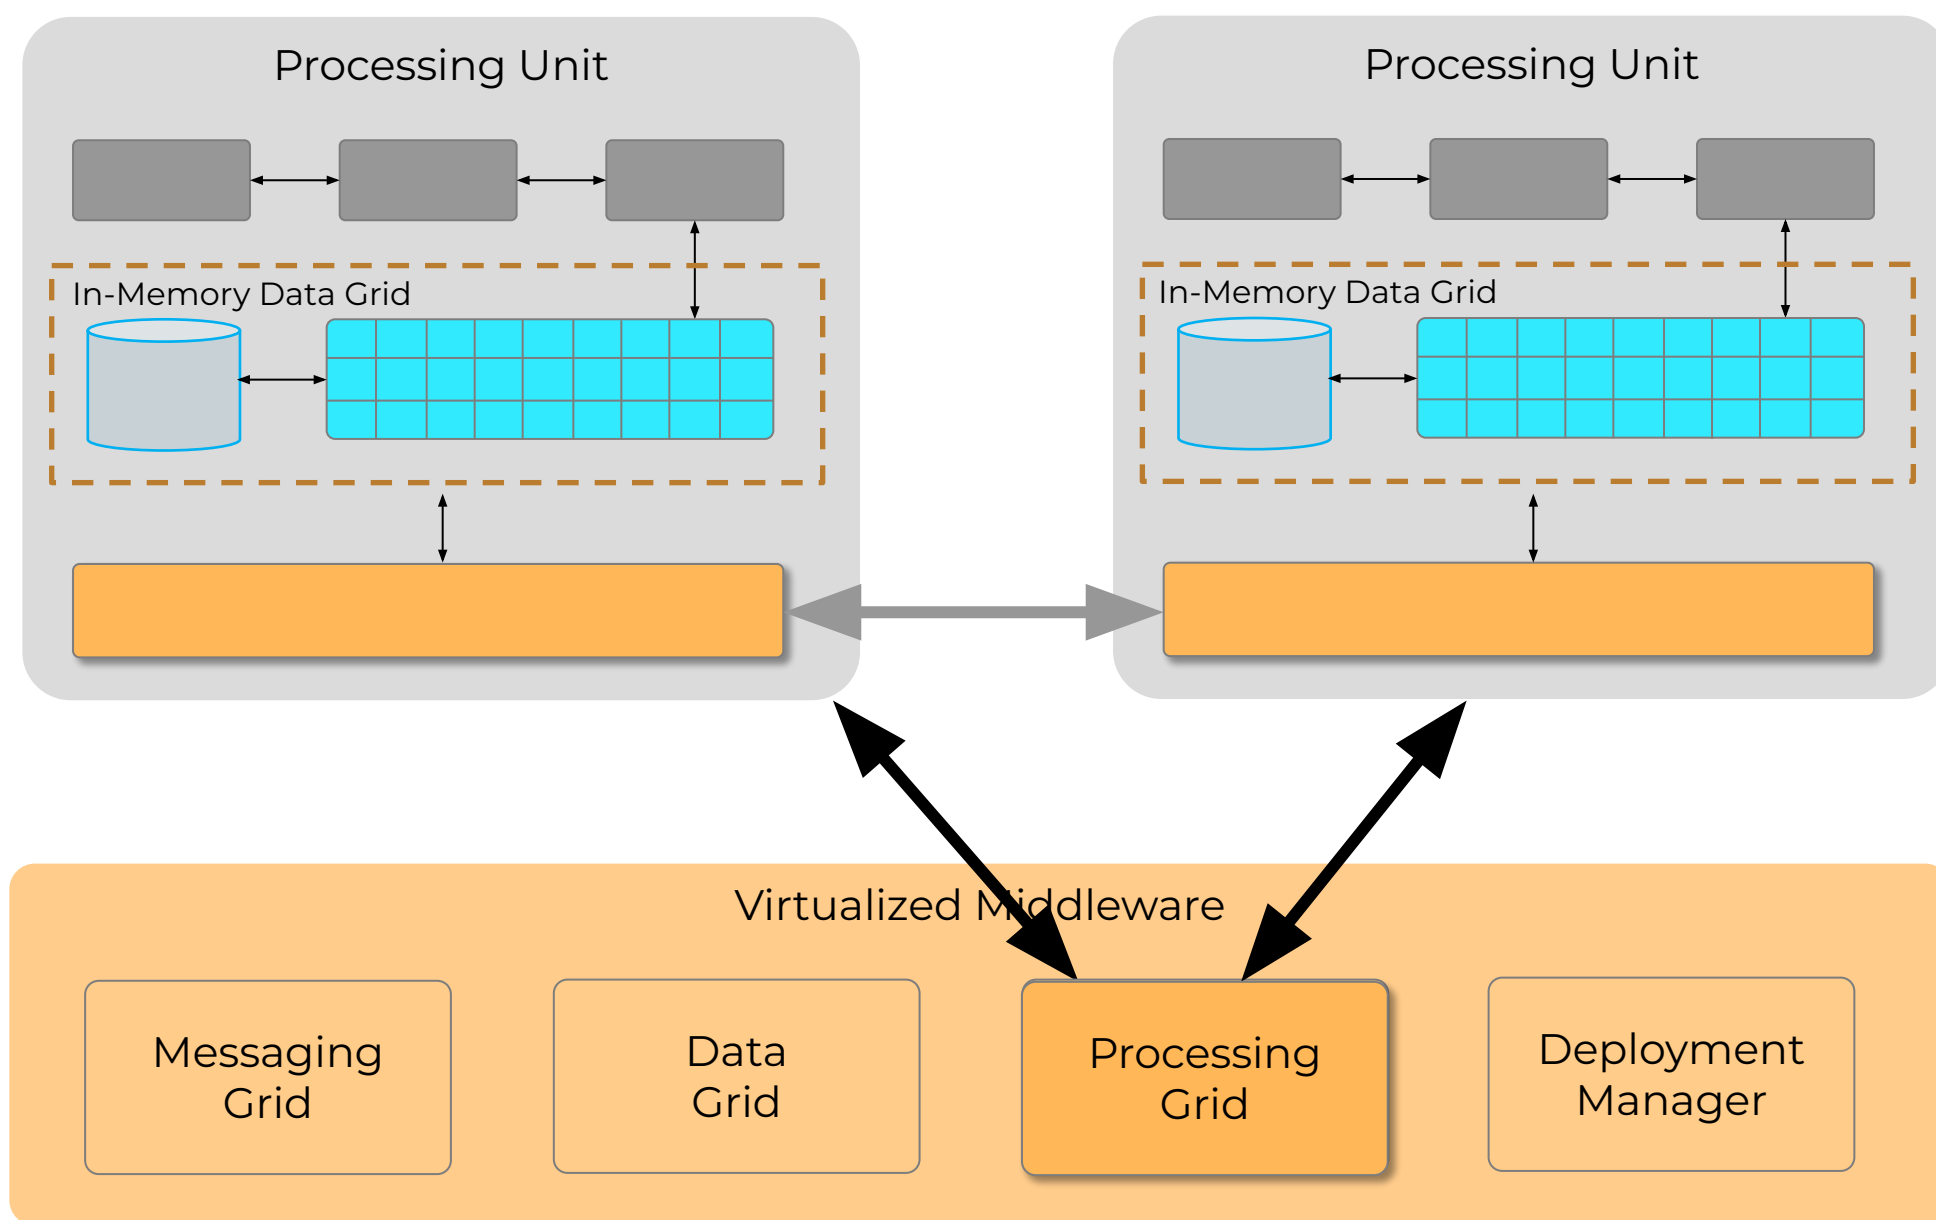 Processing Unit
Processing Unit
In-Memory Data Grid
In-Memory Data Grid
Virtualized Middleware
Messaging
Grid
Data
Grid
Processing
Grid
Deployment
Manager